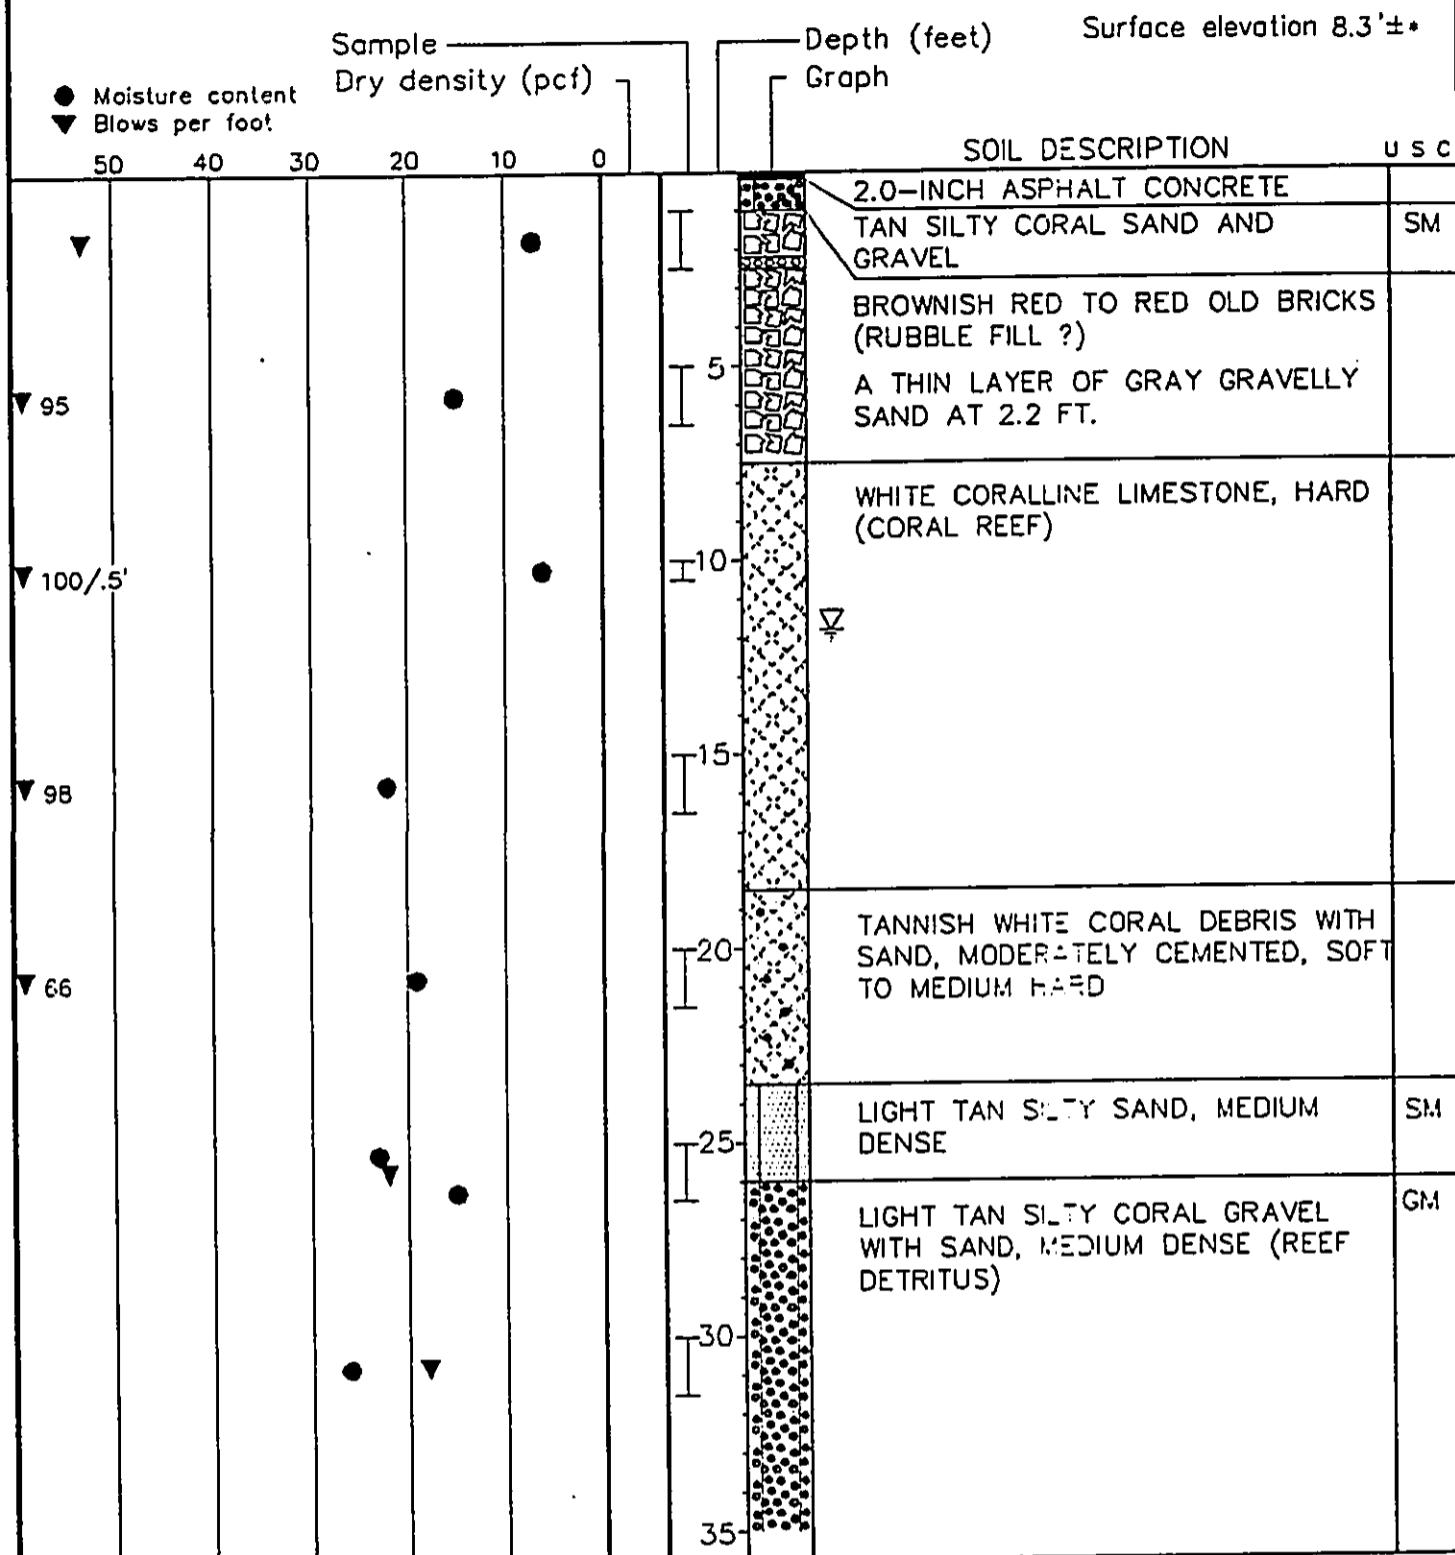 Surface elevation 8.3'±*
Sample
Depth (feet)
Dry density (pcf)
Graph
● Moisture content
▼ Blows per foot
50 40 30 20 10 0
SOIL DESCRIPTION
U S C
2.0-INCH ASPHALT CONCRETE
TAN SILTY CORAL SAND AND
GRAVEL
SM
BROWNISH RED TO RED OLD BRICKS
(RUBBLE FILL ?)
5
A THIN LAYER OF GRAY GRAVELLY
SAND AT 2.2 FT.
95
WHITE CORALLINE LIMESTONE, HARD
(CORAL REEF)
10
100/.5'
15
98
TANNISH WHITE CORAL DEBRIS WITH
SAND, MODERATELY CEMENTED, SOFT
TO MEDIUM HARD
20
66
LIGHT TAN SILTY SAND, MEDIUM
DENSE
SM
25
LIGHT TAN SILTY CORAL GRAVEL
WITH SAND, MEDIUM DENSE (REEF
DETRITUS)
GM
30
35